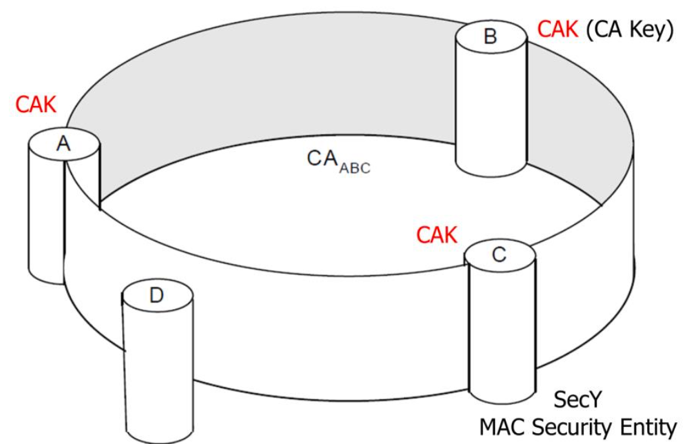 B
CAK (CA Key)
CAK
A
CA_ABC
CAK
C
D
SecY
MAC Security Entity